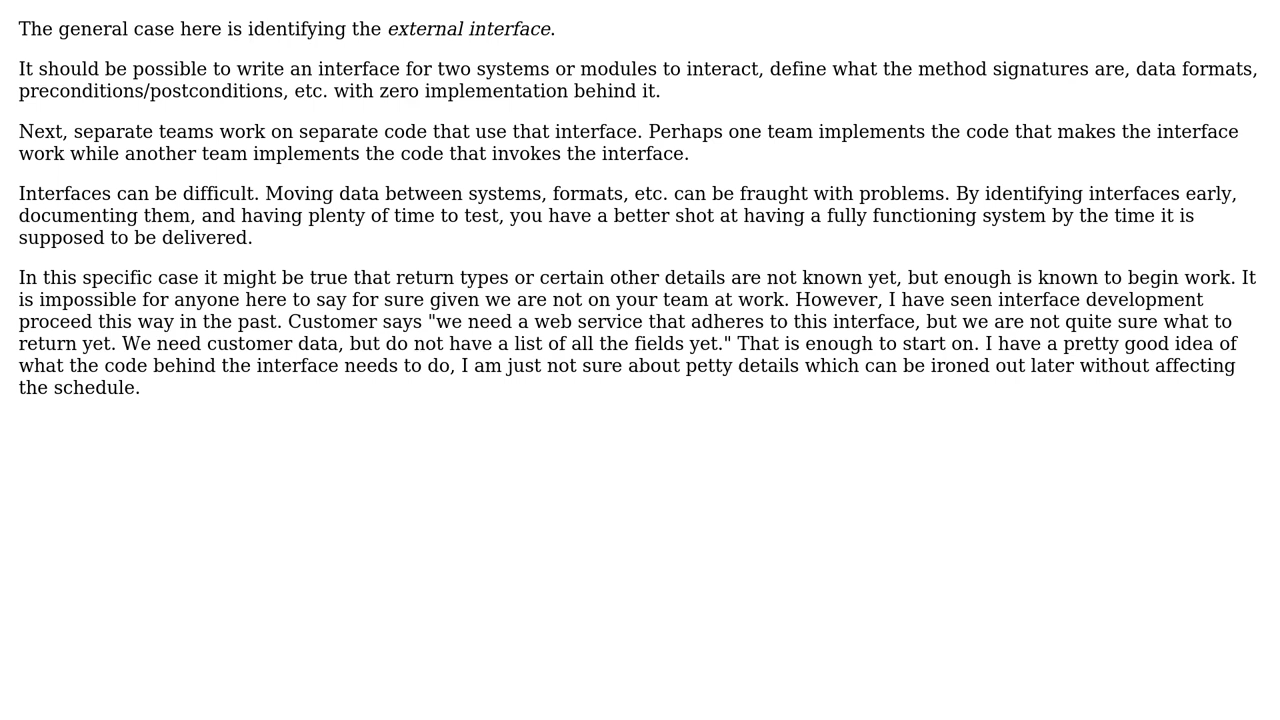 The general case here is identifying the external interface.
It should be possible to write an interface for two systems or modules to interact, define what the method signatures are, data formats,
preconditions/postconditions, etc. with zero implementation behind it.
Next, separate teams work on separate code that use that interface. Perhaps one team implements the code that makes the interface
work while another team implements the code that invokes the interface.
Interfaces can be difficult. Moving data between systems, formats, etc. can be fraught with problems. By identifying interfaces early,
documenting them, and having plenty of time to test, you have a better shot at having a fully functioning system by the time it is
supposed to be delivered.
In this specific case it might be true that return types or certain other details are not known yet, but enough is known to begin work. It
is impossible for anyone here to say for sure given we are not on your team at work. However, I have seen interface development
proceed this way in the past. Customer says "we need a web service that adheres to this interface, but we are not quite sure what to
return yet. We need customer data, but do not have a list of all the fields yet." That is enough to start on. I have a pretty good idea of
what the code behind the interface needs to do, I am just not sure about petty details which can be ironed out later without affecting
the schedule.